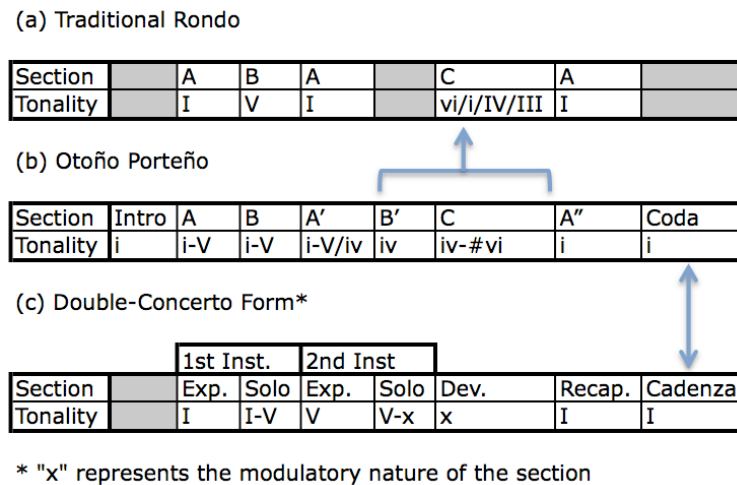 (a) Traditional Rondo
Section A B A C A
Tonality I V I vi/i/IV/III I
(b) Otoño Porteño
Section Intro A B A′ B′ C A″ Coda
Tonality i i-V i-V i-V/iv iv iv-#vi i i
(c) Double-Concerto Form*
1st Inst. 2nd Inst
Section Exp. Solo Exp. Solo Dev. Recap. Cadenza
Tonality I I-V V V-x x I I
* "x" represents the modulatory nature of the section